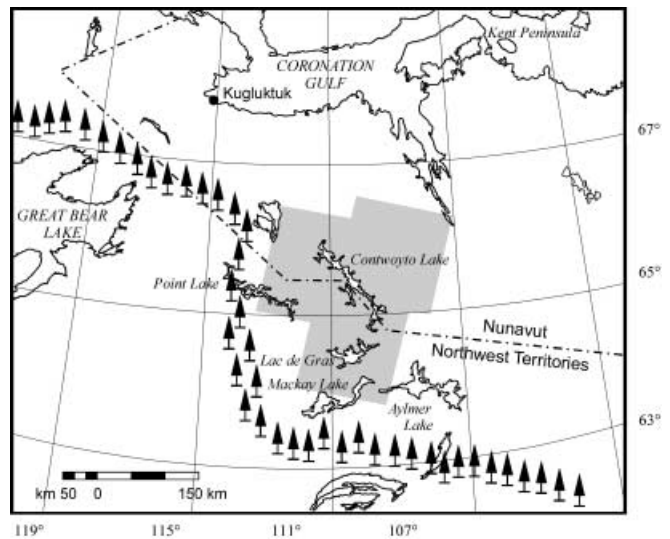 Kent Peninsula
CORONATION
GULF
Kugluktuk
67°
GREAT BEAR
LAKE
Contwoyto Lake
65°
Point Lake
Nunavut
Northwest Territories
Lac de Gras
Mackay Lake
Aylmer
Lake
63°
km 50 0 150 km
119° 115° 111° 107°